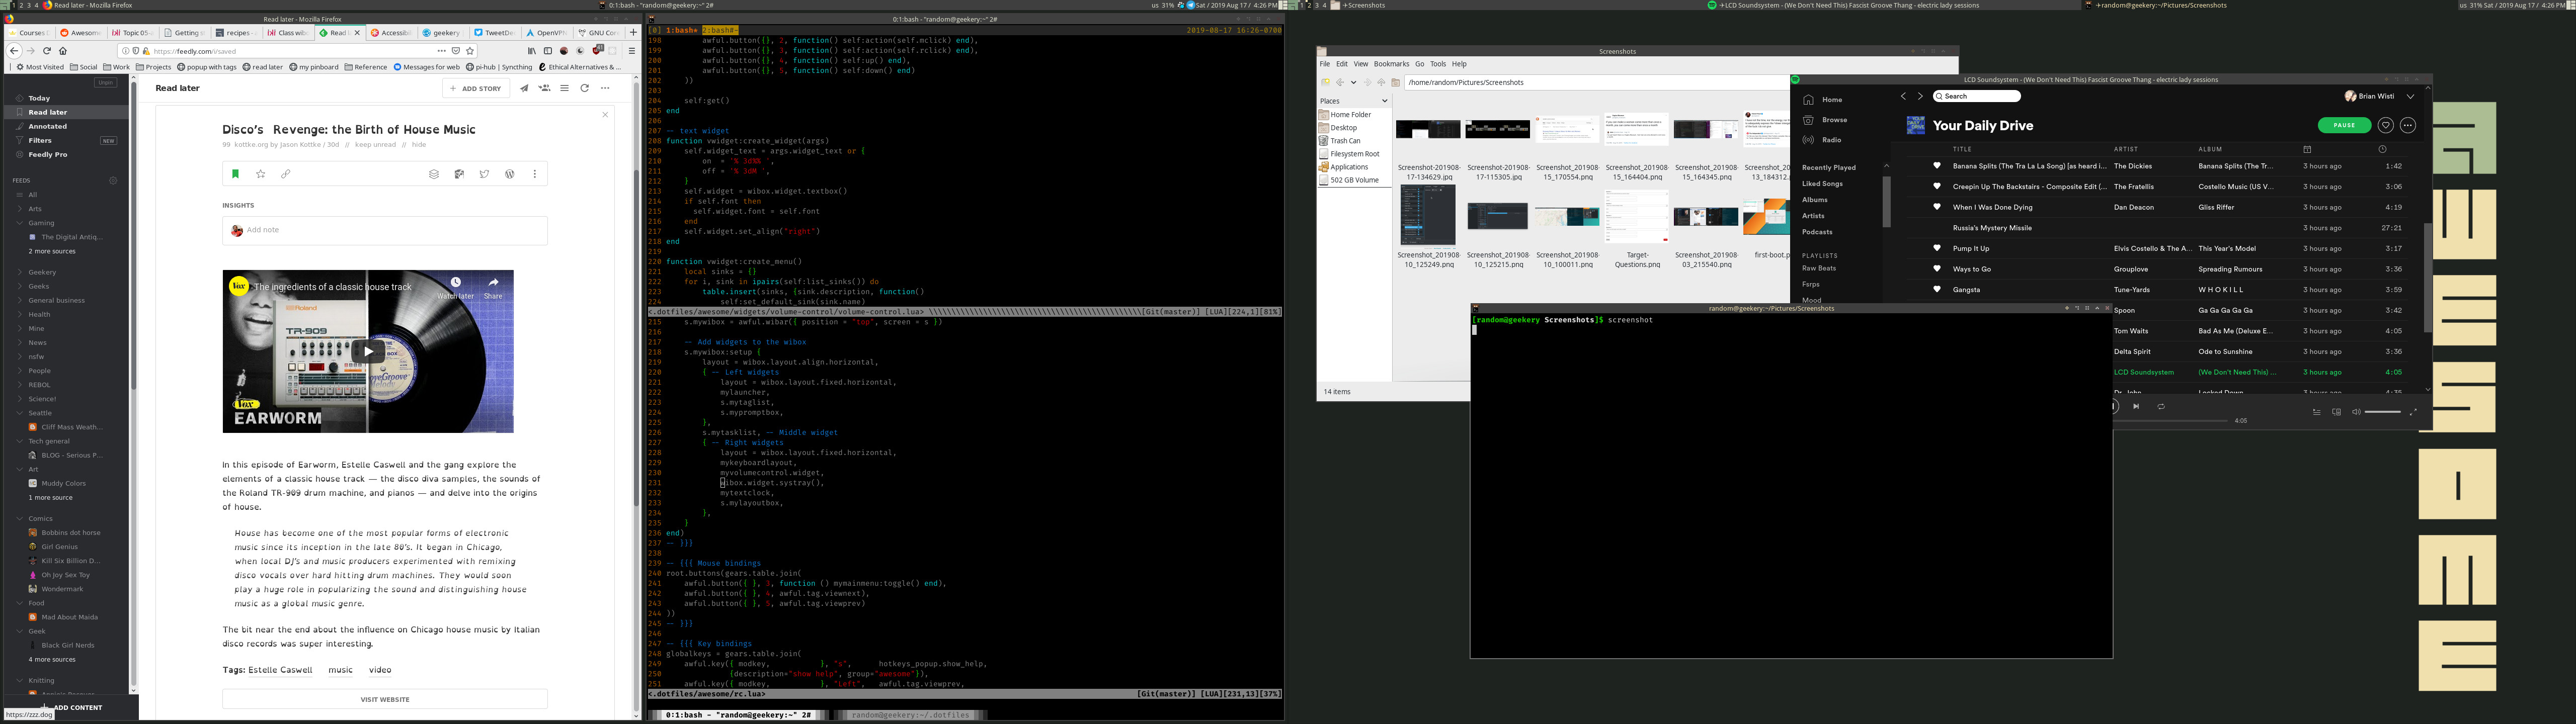 1 2 3 4 Read later - Mozilla Firefox
0:1:bash - "random@geekery:~" 2#
us 31% Sat / 2019 Aug 17 / 4:26 PM
1 2 3 4 +Screenshots
+LCD Soundsystem - (We Don't Need This) Fascist Groove Thang - electric lady sessions
+random@geekery:~/Pictures/Screenshots
us 31% Sat / 2019 Aug 17 / 4:26 PM
Read later - Mozilla Firefox
Courses
Awesome
Topic 05-
Getting s
recipes -
Class wibe
Read l
Accessibi
geekery
TweetDe
OpenVPN
GNU Cor
https://feedly.com/i/saved
Most Visited
Social
Work
Projects
popup with tags
read later
my pinboard
Reference
Messages for web
pi-hub | Syncthing
Ethical Alternatives & ...
Unpin
Today
Read later
Annotated
Filters
NEW
Feedly Pro
FEEDS
All
Arts
Gaming
The Digital Antiq...
2 more sources
Geekery
Geeks
General business
Health
Mine
News
nsfw
People
REBOL
Science!
Seattle
Cliff Mass Weath...
Tech general
BLOG - Serious P...
Art
Muddy Colors
1 more source
Comics
Bobbins dot horse
Girl Genius
Kill Six Billion D...
Oh Joy Sex Toy
Wondermark
Food
Mad About Maida
Geek
Black Girl Nerds
4 more sources
Knitting
ADD CONTENT
https://zzz.dog
Read later
+ ADD STORY
Disco's Revenge: the Birth of House Music
99 kottke.org by Jason Kottke / 30d // keep unread // hide
INSIGHTS
Add note
Vox
The ingredients of a classic house track
Watch later
Share
Roland
TR-909
Vox
EARWORM
In this episode of Earworm, Estelle Caswell and the gang explore the
elements of a classic house track — the disco diva samples, the sounds of
the Roland TR-909 drum machine, and pianos — and delve into the origins
of house.
House has become one of the most popular forms of electronic
music since its inception in the late 80's. It began in Chicago,
when local DJ's and music producers experimented with remixing
disco vocals over hard hitting drum machines. They would soon
play a huge role in popularizing the sound and distinguishing house
music as a global music genre.
The bit near the end about the influence on Chicago house music by Italian
disco records was super interesting.
Tags: Estelle Caswell music video
VISIT WEBSITE
0:1:bash - "random@geekery:~" 2#
[0] 1:bash* 2:bash#-
2019-08-17 16:26-0700
198 awful.button({}, 2, function() self:action(self.mclick) end),
199 awful.button({}, 3, function() self:action(self.rclick) end),
200 awful.button({}, 4, function() self:up() end),
201 awful.button({}, 5, function() self:down() end)
202 ))
203
204 self:get()
205 end
206
207 -- text widget
208 function vwidget:create_widget(args)
209 self.widget_text = args.widget_text or {
210 on = '% 3d%% ',
211 off = '% 3dM ',
212 }
213 self.widget = wibox.widget.textbox()
214 if self.font then
215 self.widget.font = self.font
216 end
217 self.widget.set_align("right")
218 end
219
220 function vwidget:create_menu()
221 local sinks = {}
222 for i, sink in ipairs(self:list_sinks()) do
223 table.insert(sinks, {sink.description, function()
224 self:set_default_sink(sink.name)
<.dotfiles/awesome/widgets/volume-control/volume-control.lua>
[Git(master)] [LUA][224,1][81%]
215 s.mywibox = awful.wibar({ position = "top", screen = s })
216
217 -- Add widgets to the wibox
218 s.mywibox:setup {
219 layout = wibox.layout.align.horizontal,
220 { -- Left widgets
221 layout = wibox.layout.fixed.horizontal,
222 mylauncher,
223 s.mytaglist,
224 s.mypromptbox,
225 },
226 s.mytasklist, -- Middle widget
227 { -- Right widgets
228 layout = wibox.layout.fixed.horizontal,
229 mykeyboardlayout,
230 myvolumecontrol.widget,
231 wibox.widget.systray(),
232 mytextclock,
233 s.mylayoutbox,
234 },
235 }
236 end)
237 -- }}}
238
239 -- {{{ Mouse bindings
240 root.buttons(gears.table.join(
241 awful.button({ }, 3, function () mymainmenu:toggle() end),
242 awful.button({ }, 4, awful.tag.viewnext),
243 awful.button({ }, 5, awful.tag.viewprev)
244 ))
245 -- }}}
246
247 -- {{{ Key bindings
248 globalkeys = gears.table.join(
249 awful.key({ modkey, }, "s", hotkeys_popup.show_help,
250 {description="show help", group="awesome"}),
251 awful.key({ modkey, }, "Left", awful.tag.viewprev,
<.dotfiles/awesome/rc.lua>
[Git(master)] [LUA][231,13][37%]
0:1:bash - "random@geekery:~" 2#
random@geekery:~/.dotfiles
Screenshots
File Edit View Bookmarks Go Tools Help
/home/random/Pictures/Screenshots
Places
Home Folder
Desktop
Trash Can
Filesystem Root
Applications
502 GB Volume
Screenshot-201908-
17-134629.jpg
Screenshot-201908-
17-115305.jpg
Screenshot_201908
15_170554.png
Screenshot_201908
15_164404.png
Screenshot_201908
15_164345.png
Screenshot_20
13_184312.
Screenshot_201908
10_125249.png
Screenshot_201908
10_125215.png
Screenshot_201908
10_100011.png
Target-
Questions.png
Screenshot_201908
03_215540.png
first-boot.p
14 items
LCD Soundsystem - (We Don't Need This) Fascist Groove Thang - electric lady sessions
Search
Brian Wisti
Home
Browse
Radio
Recently Played
Liked Songs
Albums
Artists
Podcasts
PLAYLISTS
Raw Beats
Fsrps
Mood
Your Daily Drive
PAUSE
TITLE ARTIST ALBUM
Banana Splits (The Tra La La Song) [as heard i... The Dickies Banana Splits (The Tr... 3 hours ago 1:42
Creepin Up The Backstairs - Composite Edit (... The Fratellis Costello Music (US V... 3 hours ago 3:06
When I Was Done Dying Dan Deacon Gliss Riffer 3 hours ago 4:19
Russia's Mystery Missile 3 hours ago 27:21
Pump It Up Elvis Costello & The A... This Year's Model 3 hours ago 3:17
Ways to Go Grouplove Spreading Rumours 3 hours ago 3:36
Gangsta Tune-Yards W H O K I L L 3 hours ago 3:59
Spoon Ga Ga Ga Ga Ga 3 hours ago 3:42
Tom Waits Bad As Me (Deluxe E... 3 hours ago 4:05
Delta Spirit Ode to Sunshine 3 hours ago 3:36
LCD Soundsystem (We Don't Need This) ... 3 hours ago 4:05
Dr. John Locked Down 3 hours ago 4:35
4:05
random@geekery:~/Pictures/Screenshots
[random@geekery Screenshots]$ screenshot